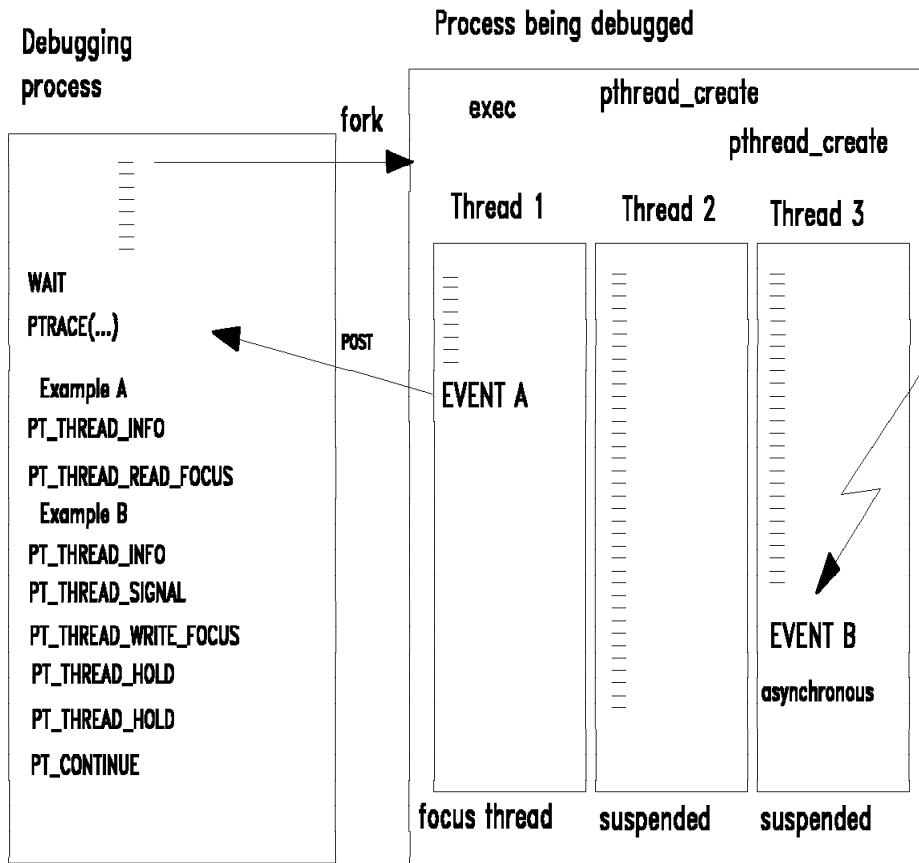 Debugging
process
Process being debugged
fork
exec
pthread_create
pthread_create
Thread 1
Thread 2
Thread 3
WAIT
PTRACE(...)
POST
Example A
PT_THREAD_INFO
PT_THREAD_READ_FOCUS
Example B
PT_THREAD_INFO
PT_THREAD_SIGNAL
PT_THREAD_WRITE_FOCUS
PT_THREAD_HOLD
PT_THREAD_HOLD
PT_CONTINUE
EVENT A
EVENT B
asynchronous
focus thread
suspended
suspended